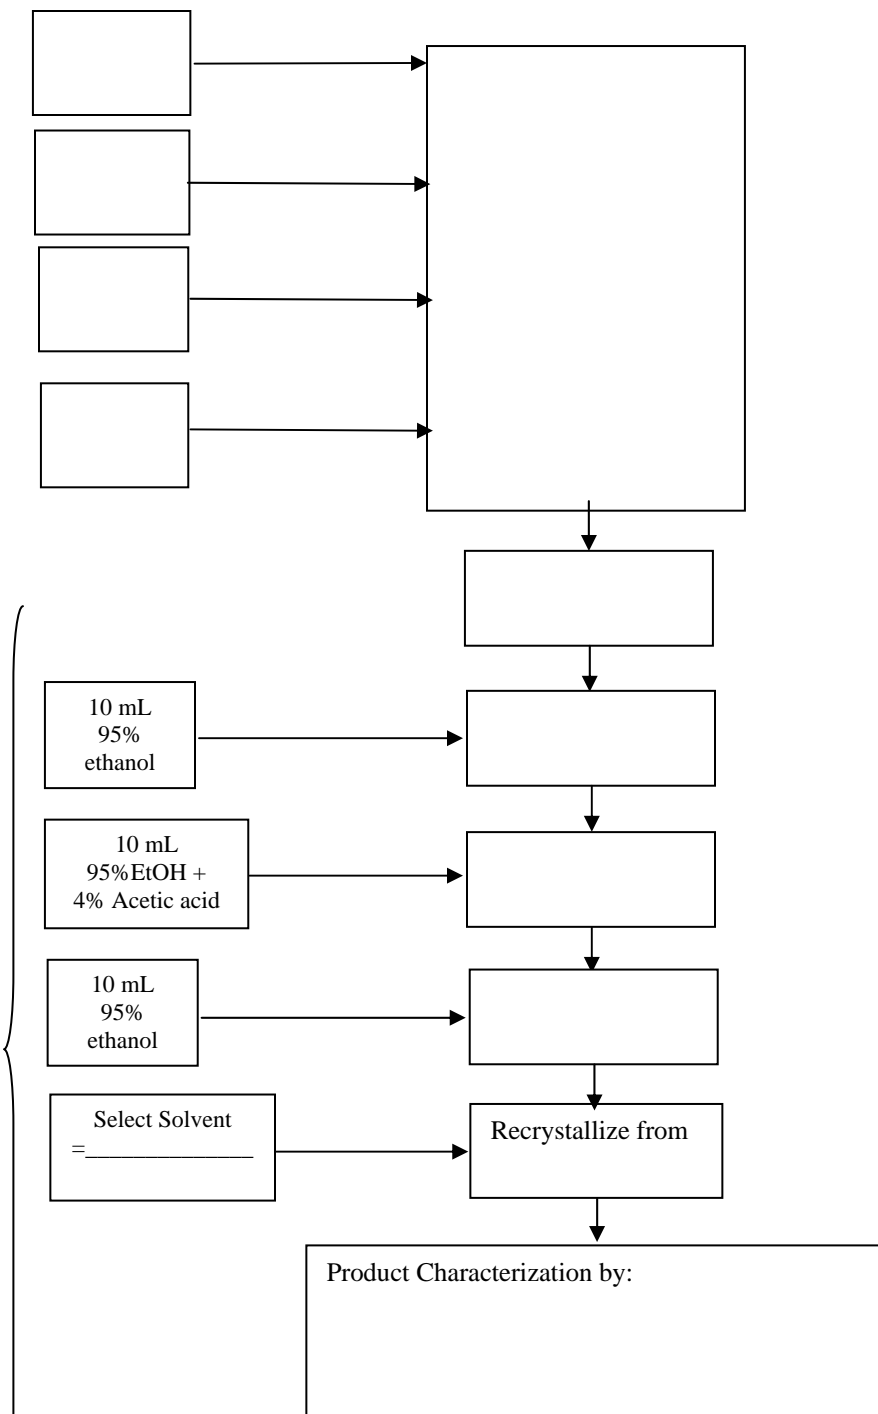 10 mL
95%
ethanol
10 mL
95%EtOH +
4% Acetic acid
10 mL
95%
ethanol
Select Solvent
=______________
Recrystallize from
Product Characterization by: